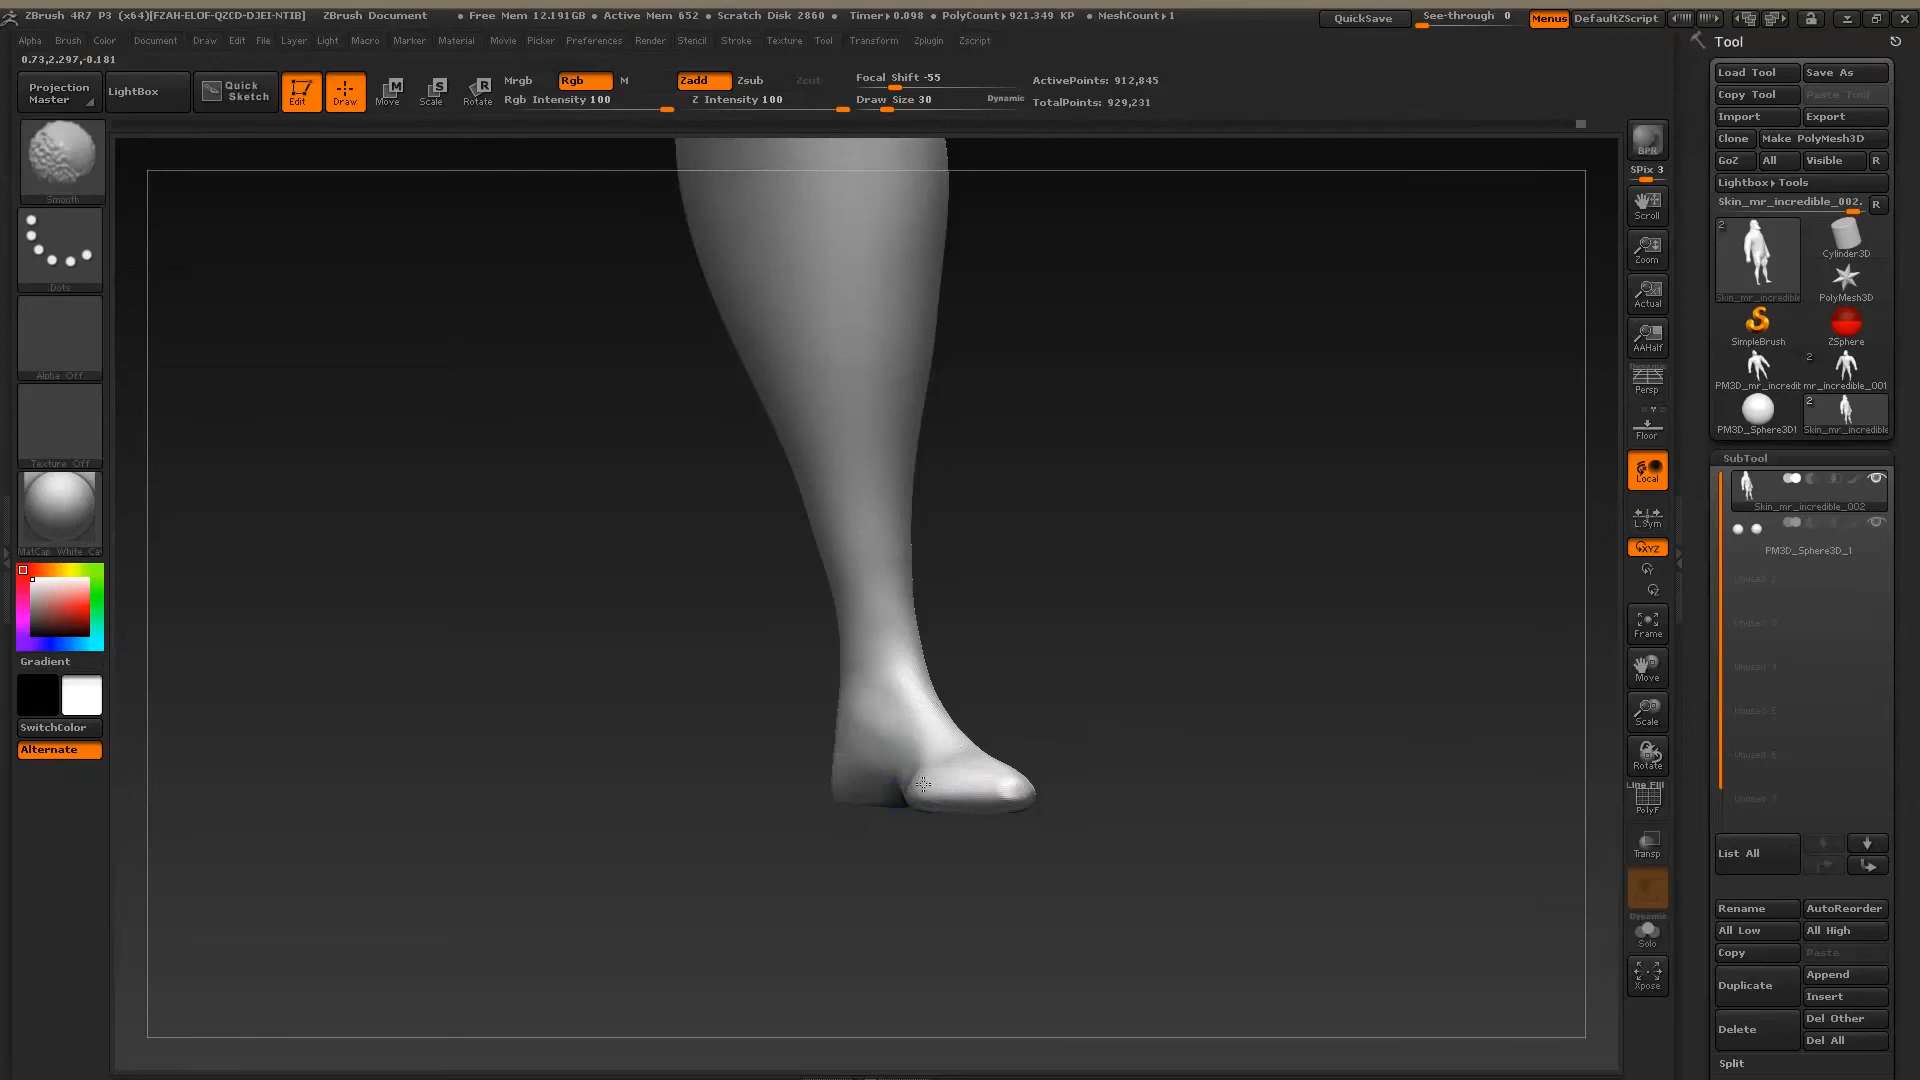 ZBrush 4R7 P3 (x64)[FZAH-ELOF-QZCD-DJEI-NTIB] ZBrush Document • Free Mem 12.191GB • Active Mem 652 • Scratch Disk 2860 • Timer▸0.098 • PolyCount▸921.349 KP • MeshCount▸1 QuickSave See-through 0 Menus DefaultZScript
Alpha Brush Color Document Draw Edit File Layer Light Macro Marker Material Movie Picker Preferences Render Stencil Stroke Texture Tool Transform Zplugin Zscript
0.73,2.297,-0.181
Projection Master
LightBox
Quick Sketch
Edit
Draw
Move
Scale
Rotate
Mrgb Rgb M
Rgb Intensity 100
Zadd Zsub Zcut
Z Intensity 100
Focal Shift -55
Draw Size 30 Dynamic
ActivePoints: 912,845
TotalPoints: 929,231
Smooth
Dots
Alpha Off
Texture Off
MatCap White Ca
Gradient
SwitchColor
Alternate
BPR
SPix 3
Scroll
Zoom
Actual
AAHalf
Dynamic
Persp
Floor
Local
L.Sym
XYZ
Frame
Move
Scale
Rotate
Line Fill
PolyF
Transp
Dynamic
Solo
Xpose
Tool
Load Tool Save As
Copy Tool Paste Tool
Import Export
Clone Make PolyMesh3D
GoZ All Visible R
Lightbox▸Tools
Skin_mr_incredible_002. R
2
Skin_mr_incredible
Cylinder3D
PolyMesh3D
SimpleBrush ZSphere
2
PM3D_mr_incredit mr_incredible_001
2
PM3D_Sphere3D1 Skin_mr_incredible
SubTool
Skin_mr_incredible_002
PM3D_Sphere3D_1
List All
Rename AutoReorder
All Low All High
Copy Paste
Duplicate Append
Insert
Delete Del Other
Del All
Split